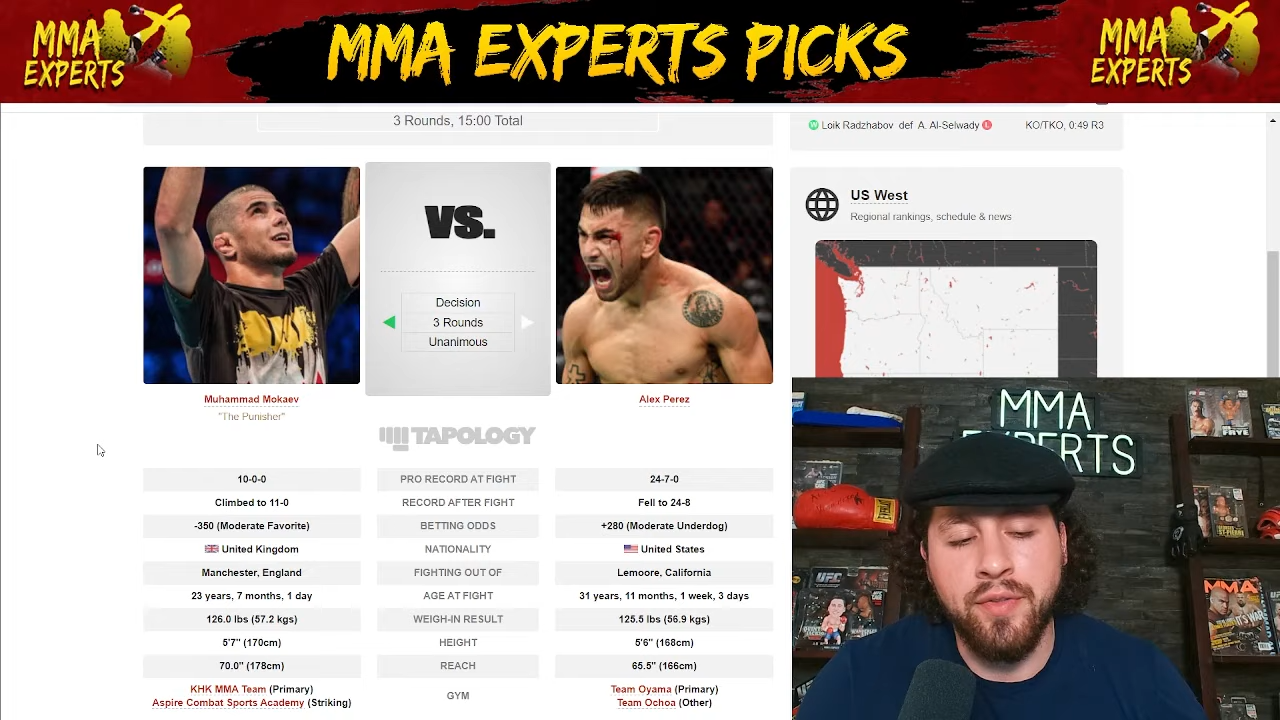 MMA
EXPERTS
MMA EXPERTS PICKS
MMA
EXPERTS
3 Rounds, 15:00 Total
W Loik Radzhabov def A. Al-Selwady L KO/TKO, 0:49 R3
US West
Regional rankings, schedule & news
VS.
Decision
3 Rounds
Unanimous
Muhammad Mokaev
"The Punisher"
Alex Perez
TAPOLOGY
10-0-0 PRO RECORD AT FIGHT 24-7-0
Climbed to 11-0 RECORD AFTER FIGHT Fell to 24-8
-350 (Moderate Favorite) BETTING ODDS +280 (Moderate Underdog)
United Kingdom NATIONALITY United States
Manchester, England FIGHTING OUT OF Lemoore, California
23 years, 7 months, 1 day AGE AT FIGHT 31 years, 11 months, 1 week, 3 days
126.0 lbs (57.2 kgs) WEIGH-IN RESULT 125.5 lbs (56.9 kgs)
5'7" (170cm) HEIGHT 5'6" (168cm)
70.0" (178cm) REACH 65.5" (166cm)
KHK MMA Team (Primary) GYM Team Oyama (Primary)
Aspire Combat Sports Academy (Striking) Team Ochoa (Other)
MMA
EXPERTS
FRYE
UFC
MMA
IT'S WAR